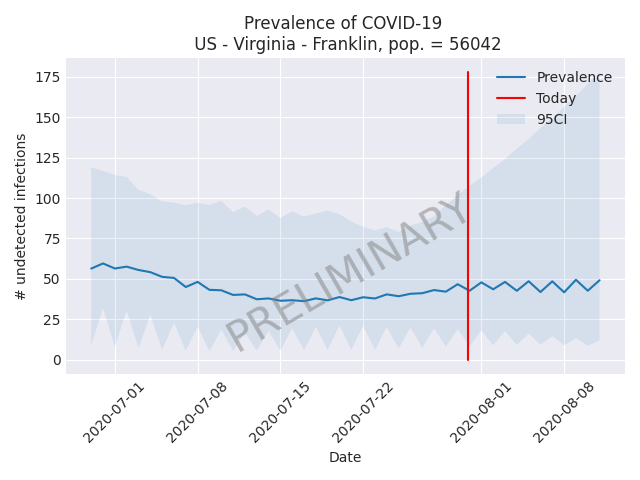 Prevalence of COVID-19
US - Virginia - Franklin, pop. = 56042
# undetected infections
175
150
125
100
75
50
25
0
Prevalence
Today
95CI
PRELIMINARY
2020-07-01
2020-07-08
2020-07-15
2020-07-22
2020-08-01
2020-08-08
Date